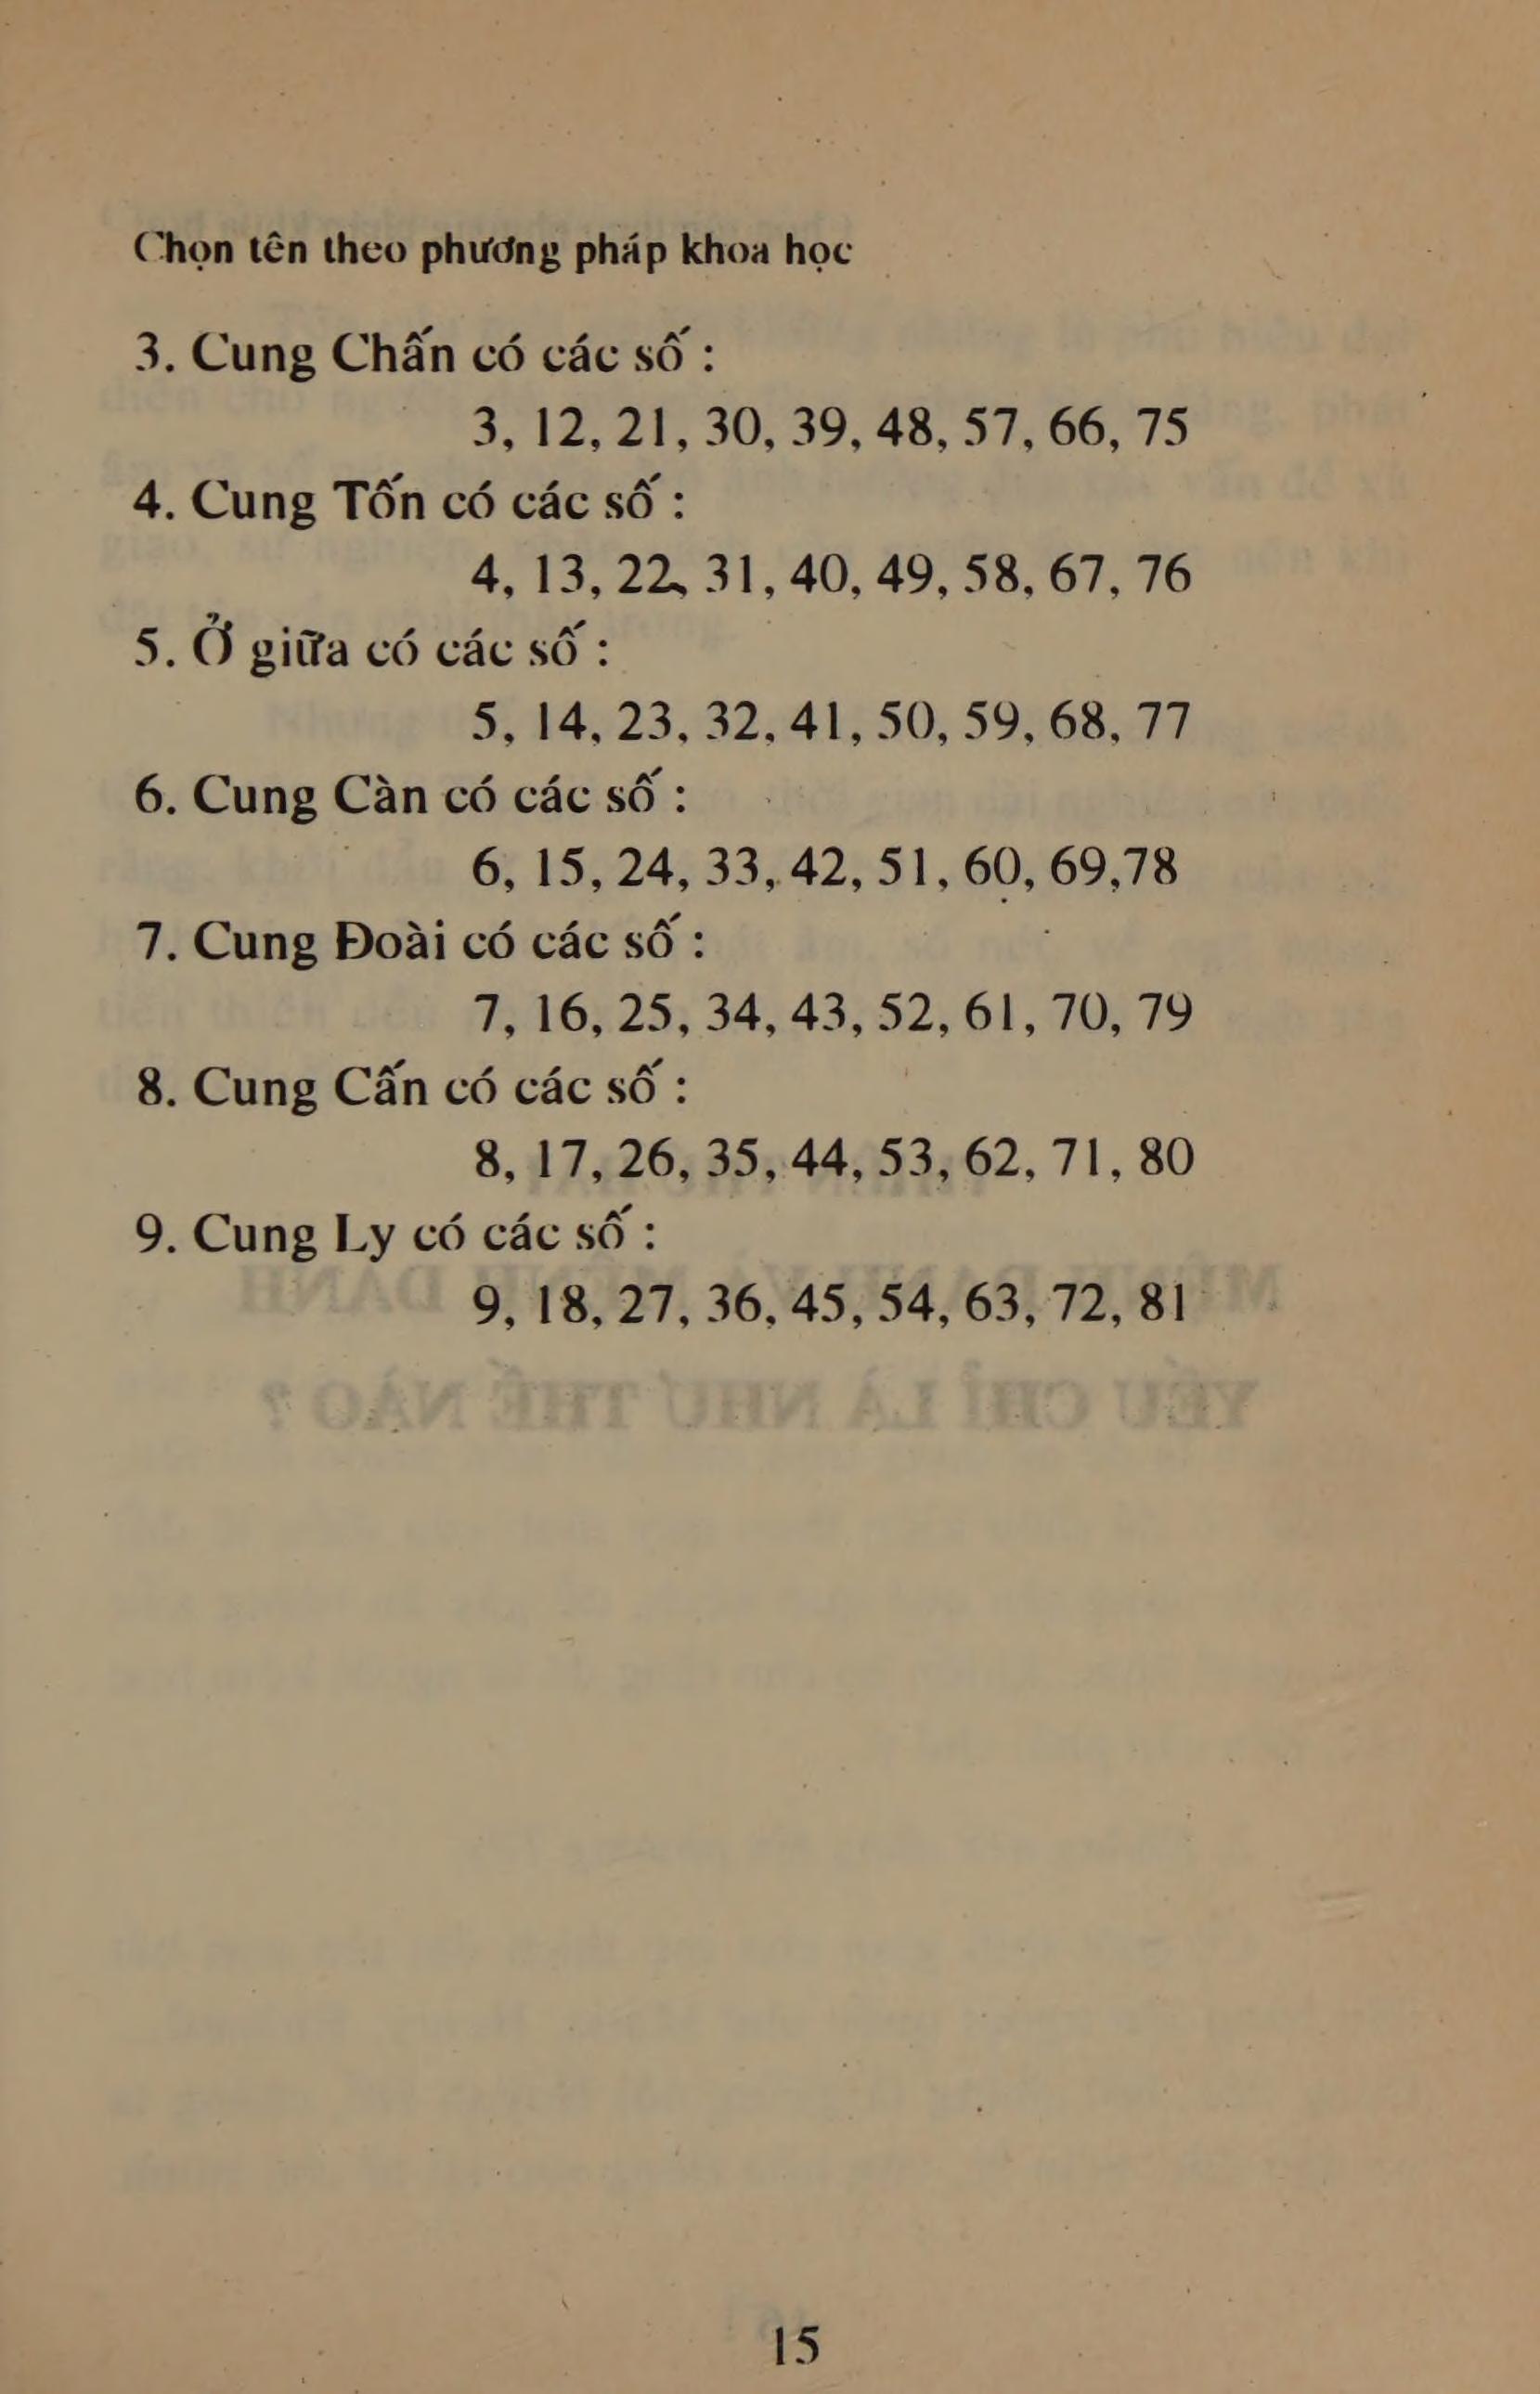 Chọn tên theo phương pháp khoa học
3. Cung Chấn có các số :
3, 12, 21, 30, 39, 48, 57, 66, 75
4. Cung Tốn có các số :
4, 13, 22, 31, 40, 49, 58, 67, 76
5. Ở giữa có các số :
5, 14, 23, 32, 41, 50, 59, 68, 77
6. Cung Càn có các số :
6, 15, 24, 33, 42, 51, 60, 69,78
7. Cung Đoài có các số :
7, 16, 25, 34, 43, 52, 61, 70, 79
8. Cung Cấn có các số :
8, 17, 26, 35, 44, 53, 62, 71, 80
9. Cung Ly có các số :
9, 18, 27, 36, 45, 54, 63, 72, 81
15